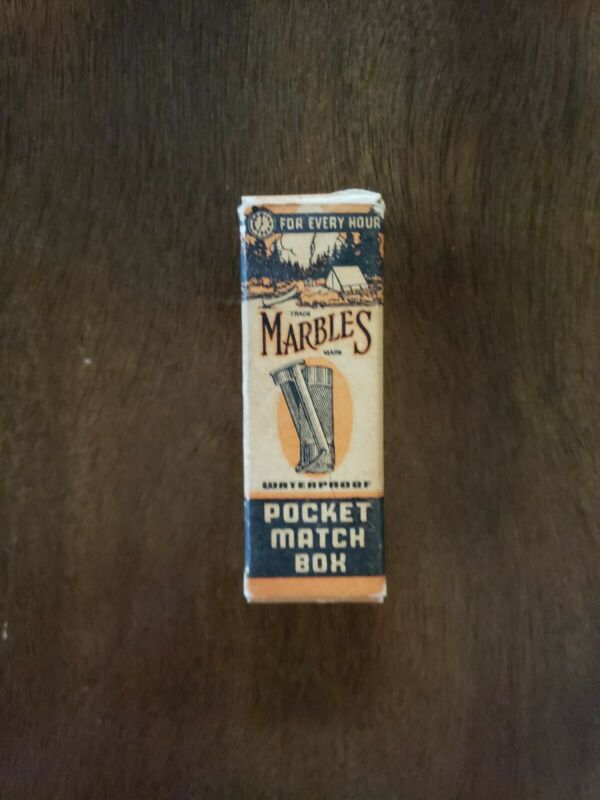 FOR EVERY HOUR
TRADE
MARBLES
MARK
WATERPROOF
POCKET
MATCH
BOX